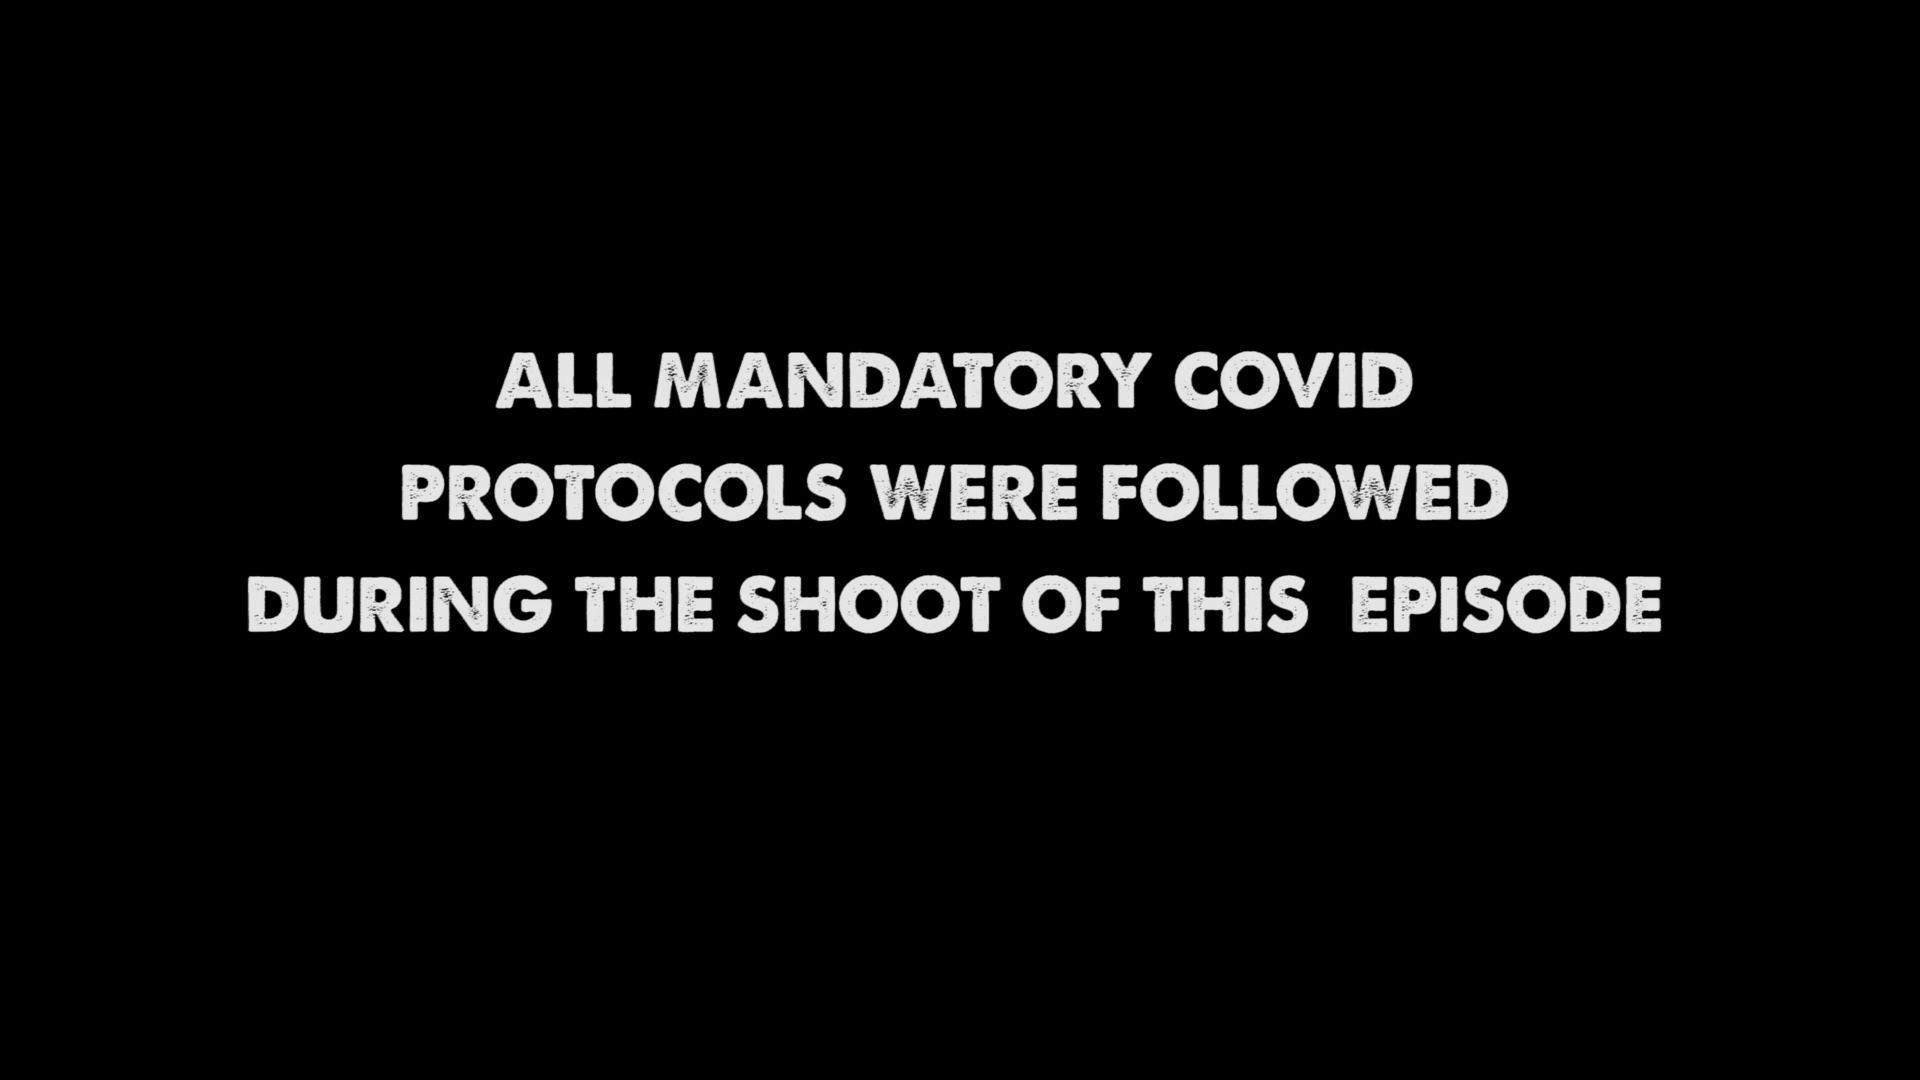 ALL MANDATORY COVID
PROTOCOLS WERE FOLLOWED
DURING THE SHOOT OF THIS  EPISODE